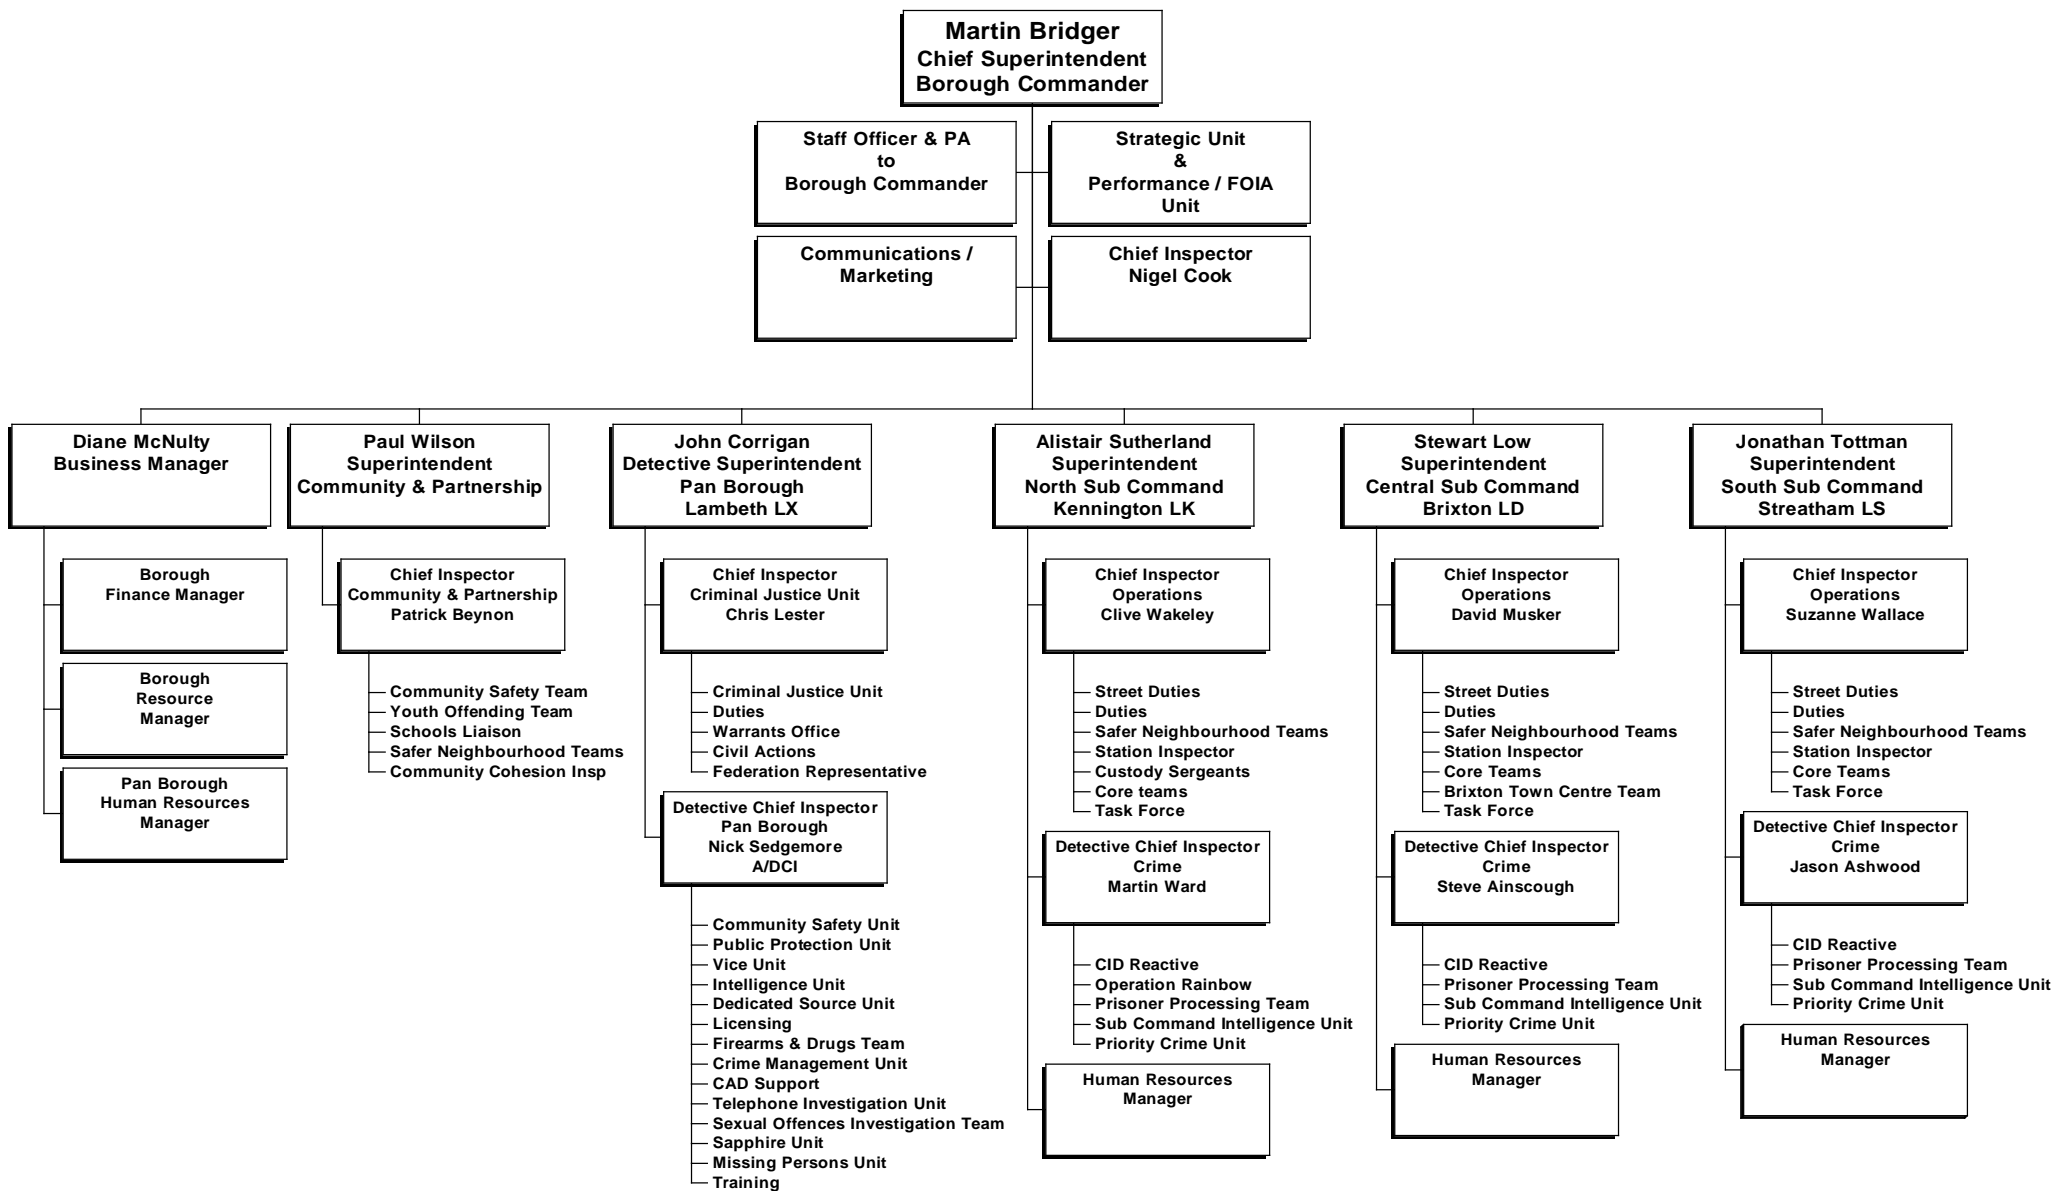 Martin Bridger
Chief Superintendent
Borough Commander
Staff Officer & PA
to
Borough Commander
Strategic Unit
&
Performance / FOIA
Unit
Communications /
Marketing
Chief Inspector
Nigel Cook
Diane McNulty
Business Manager
Borough
Finance Manager
Borough
Resource
Manager
Pan Borough
Human Resources
Manager
Paul Wilson
Superintendent
Community & Partnership
Chief Inspector
Community & Partnership
Patrick Beynon
Community Safety Team
Youth Offending Team
Schools Liaison
Safer Neighbourhood Teams
Community Cohesion Insp
John Corrigan
Detective Superintendent
Pan Borough
Lambeth LX
Chief Inspector
Criminal Justice Unit
Chris Lester
Criminal Justice Unit
Duties
Warrants Office
Civil Actions
Federation Representative
Detective Chief Inspector
Pan Borough
Nick Sedgemore
A/DCI
Community Safety Unit
Public Protection Unit
Vice Unit
Intelligence Unit
Dedicated Source Unit
Licensing
Firearms & Drugs Team
Crime Management Unit
CAD Support
Telephone Investigation Unit
Sexual Offences Investigation Team
Sapphire Unit
Missing Persons Unit
Training
Alistair Sutherland
Superintendent
North Sub Command
Kennington LK
Chief Inspector
Operations
Clive Wakeley
Street Duties
Duties
Safer Neighbourhood Teams
Station Inspector
Custody Sergeants
Core teams
Task Force
Detective Chief Inspector
Crime
Martin Ward
CID Reactive
Operation Rainbow
Prisoner Processing Team
Sub Command Intelligence Unit
Priority Crime Unit
Human Resources
Manager
Stewart Low
Superintendent
Central Sub Command
Brixton LD
Chief Inspector
Operations
David Musker
Street Duties
Duties
Safer Neighbourhood Teams
Station Inspector
Core Teams
Brixton Town Centre Team
Task Force
Detective Chief Inspector
Crime
Steve Ainscough
CID Reactive
Prisoner Processing Team
Sub Command Intelligence Unit
Priority Crime Unit
Human Resources
Manager
Jonathan Tottman
Superintendent
South Sub Command
Streatham LS
Chief Inspector
Operations
Suzanne Wallace
Street Duties
Duties
Safer Neighbourhood Teams
Station Inspector
Core Teams
Task Force
Detective Chief Inspector
Crime
Jason Ashwood
CID Reactive
Prisoner Processing Team
Sub Command Intelligence Unit
Priority Crime Unit
Human Resources
Manager